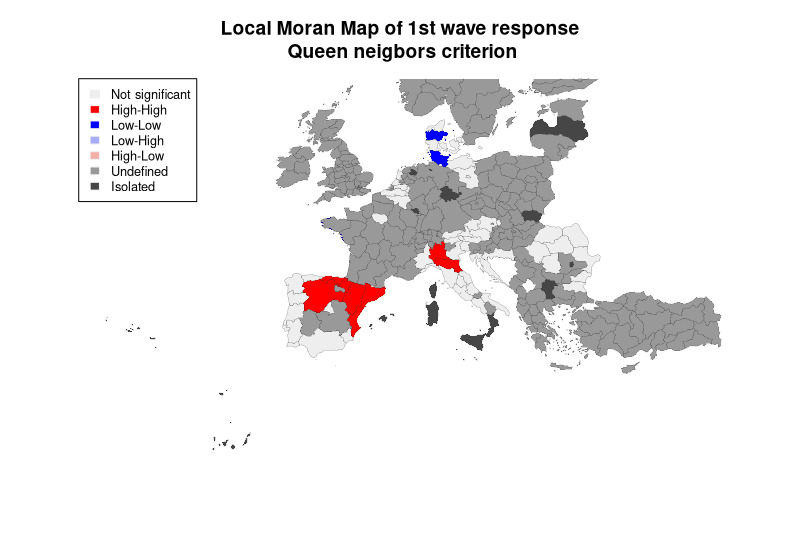 Local Moran Map of 1st wave response
Queen neigbors criterion
Not significant
High-High
Low-Low
Low-High
High-Low
Undefined
Isolated